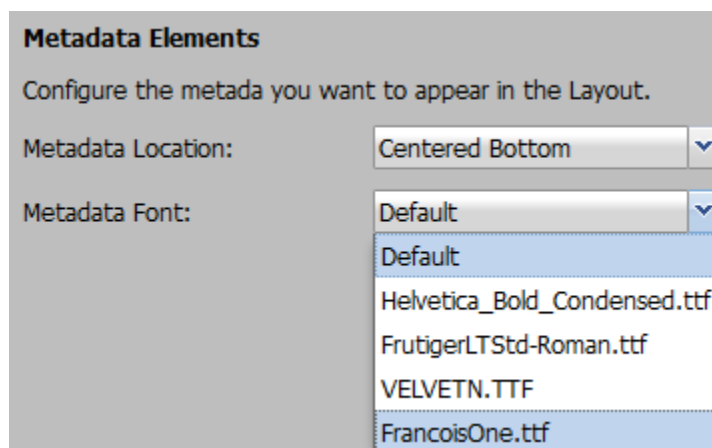 Metadata Elements
Configure the metada you want to appear in the Layout.
Metadata Location: Centered Bottom
Metadata Font: Default
Default
Helvetica_Bold_Condensed.ttf
FrutigerLTStd-Roman.ttf
VELVETN.TTF
FrancoisOne.ttf